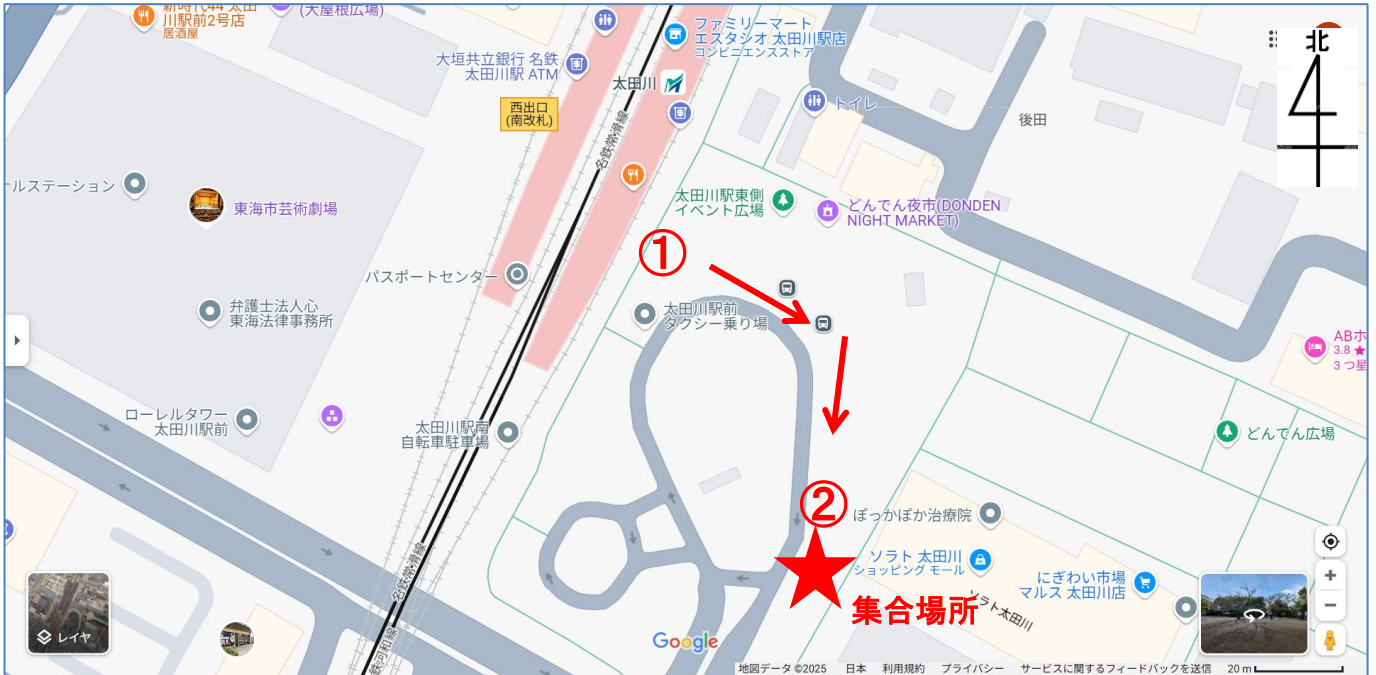 新時代44 太田
川駅前2号店
居酒屋
(大屋根広場)
大垣共立銀行 名鉄
太田川駅 ATM
ファミリーマート
エスタシオ 太田川駅店
コンビニエンスストア
太田川
西出口
(南改札)
名鉄常滑線
トイレ
後田
北
ールステーション
東海市芸術劇場
太田川駅東側
イベント広場
どんでん夜市(DONDEN
NIGHT MARKET)
①
パスポートセンター
弁護士法人心
東海法律事務所
太田川駅前
タクシー乗り場
ABホ
3.8 ★
3 つ星
ローレルタワー
太田川駅前
太田川駅南
自転車駐車場
どんでん広場
②
ぽっかぽか治療院
ソラト 太田川
ショッピング モール
にぎわい市場
マルス 太田川店
ソラト太田川
集合場所
名鉄常滑線
鉄河和線
レイヤ
Google
地図データ ©2025 日本 利用規約 プライバシー サービスに関するフィードバックを送信 20 m